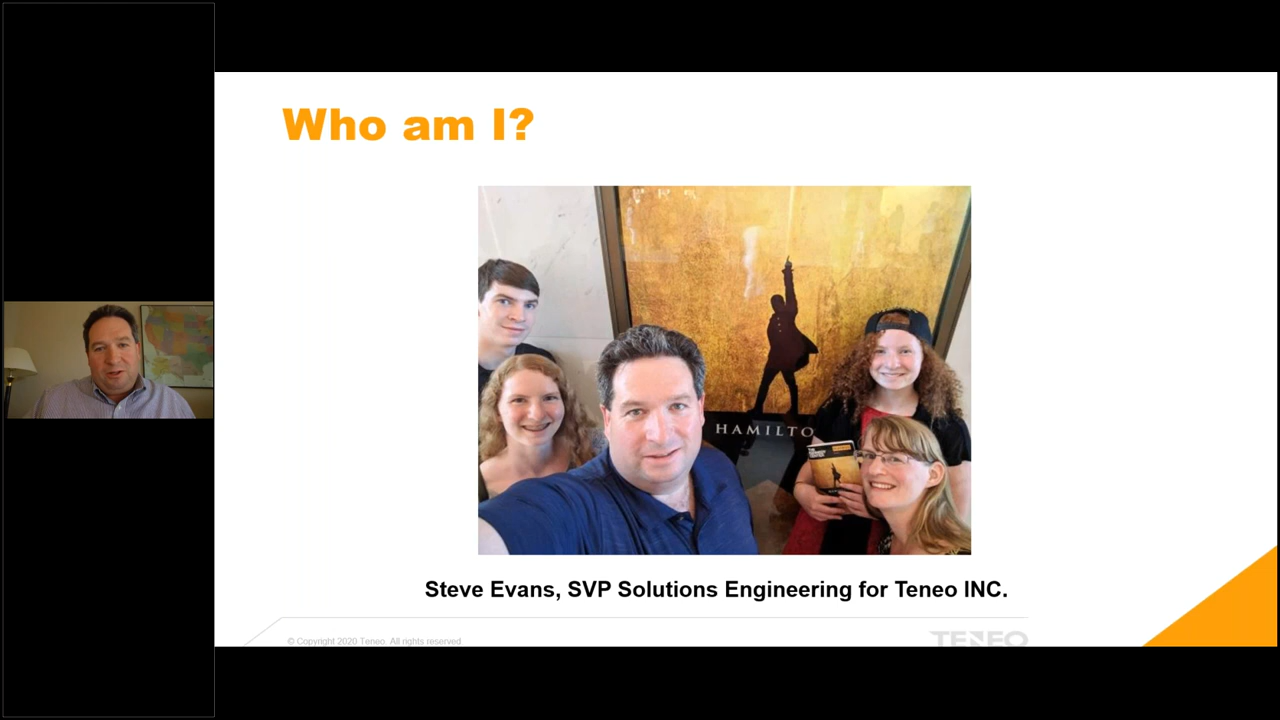 Who am I?
HAMILTO
Steve Evans, SVP Solutions Engineering for Teneo INC.
© Copyright 2020 Teneo. All rights reserved
TENEO